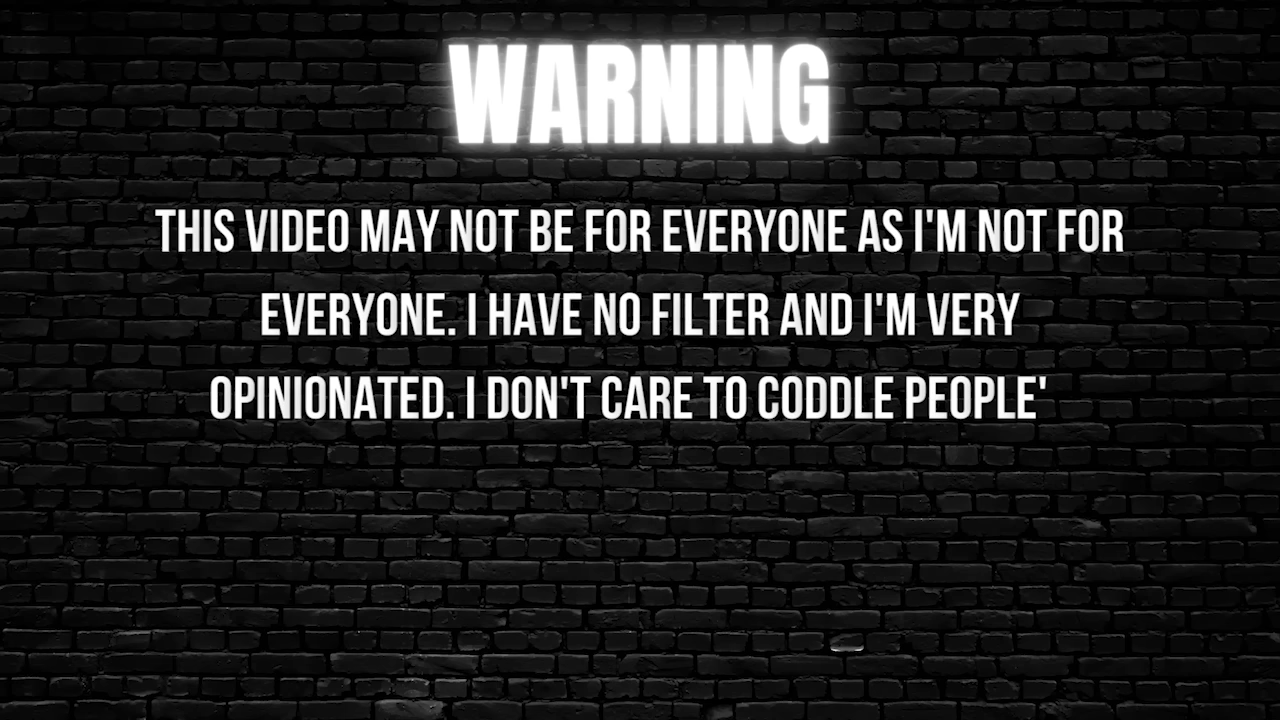 WARNING
THIS VIDEO MAY NOT BE FOR EVERYONE AS I'M NOT FOR
EVERYONE. I HAVE NO FILTER AND I'M VERY
OPINIONATED. I DON'T CARE TO CODDLE PEOPLE'